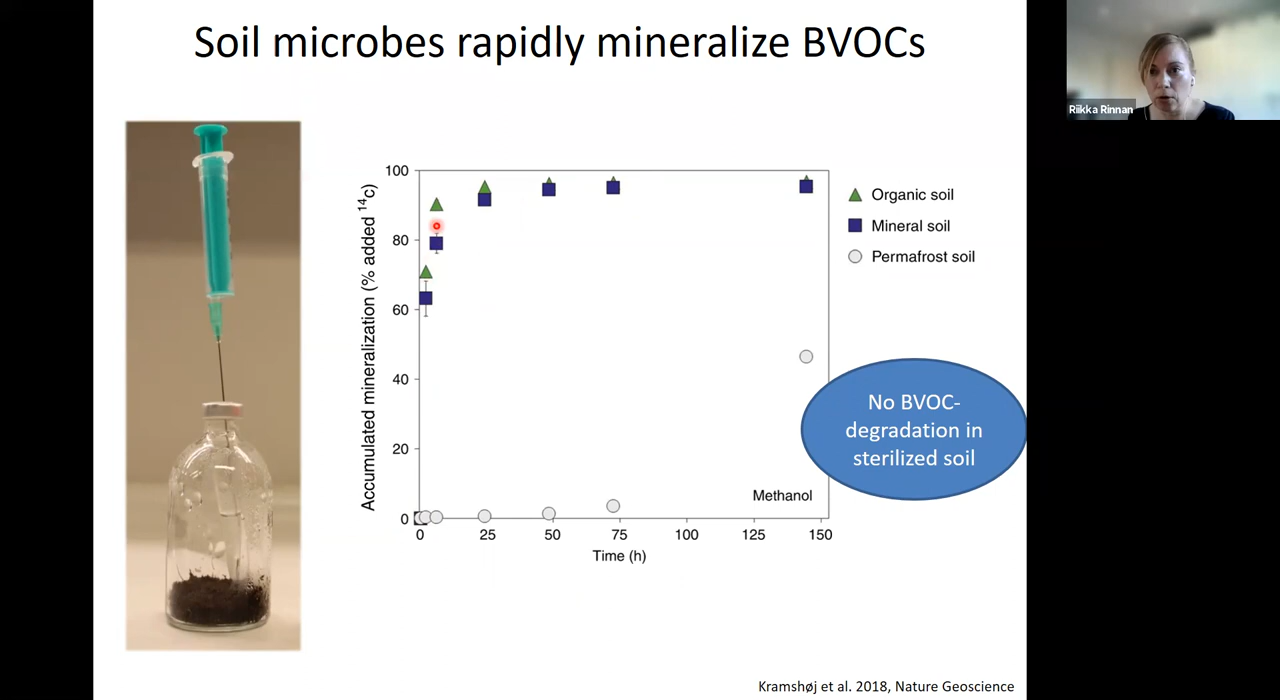 Soil microbes rapidly mineralize BVOCs
Riikka Rinnan
Accumulated mineralization (% added ¹⁴C)
100
80
60
40
20
0
0 25 50 75 100 125 150
Time (h)
Methanol
Organic soil
Mineral soil
Permafrost soil
No BVOC-
degradation in
sterilized soil
Kramshøj et al. 2018, Nature Geoscience